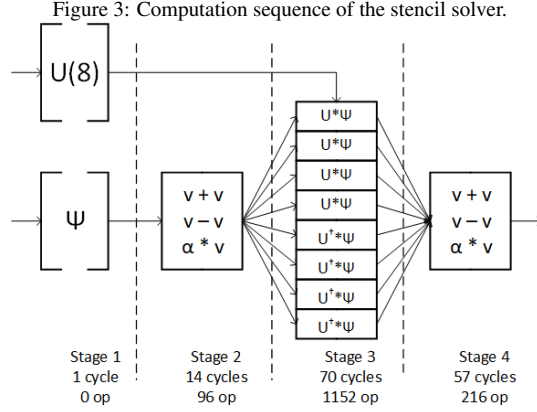 Figure 3: Computation sequence of the stencil solver.
U(8)
Ψ
v + v
v – v
α * v
U*Ψ
U*Ψ
U*Ψ
U*Ψ
U†*Ψ
U†*Ψ
U†*Ψ
U†*Ψ
v + v
v – v
α * v
Stage 1
1 cycle
0 op
Stage 2
14 cycles
96 op
Stage 3
70 cycles
1152 op
Stage 4
57 cycles
216 op